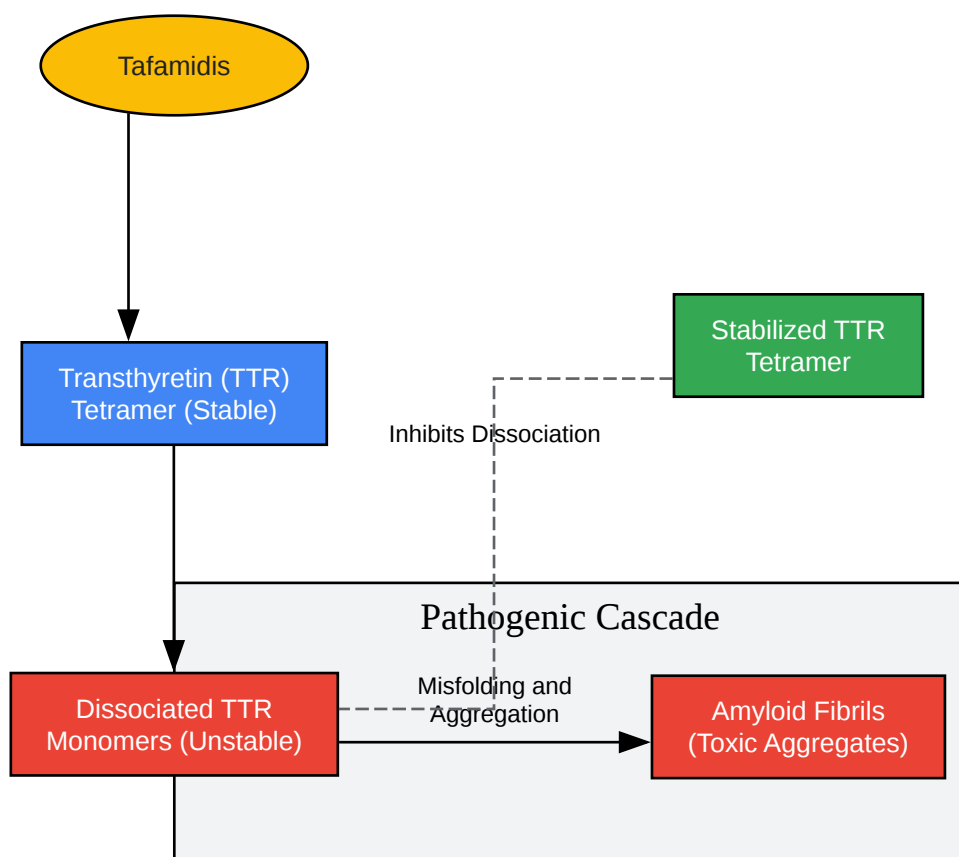 Tafamidis
Stabilized TTR
Tetramer
Transthyretin (TTR)
Tetramer (Stable)
Inhibits Dissociation
Pathogenic Cascade
Misfolding and
Aggregation
Dissociated TTR
Monomers (Unstable)
Amyloid Fibrils
(Toxic Aggregates)